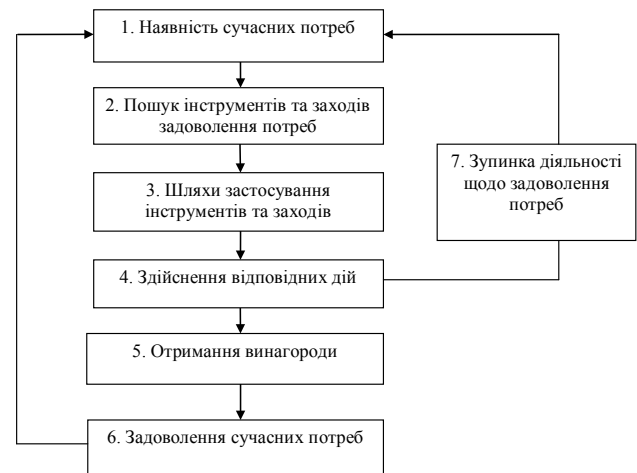 1. Наявність сучасних потреб
2. Пошук інструментів та заходів
задоволення потреб
3. Шляхи застосування
інструментів та заходів
4. Здійснення відповідних дій
5. Отримання винагороди
6. Задоволення сучасних потреб
7. Зупинка діяльності
щодо задоволення
потреб